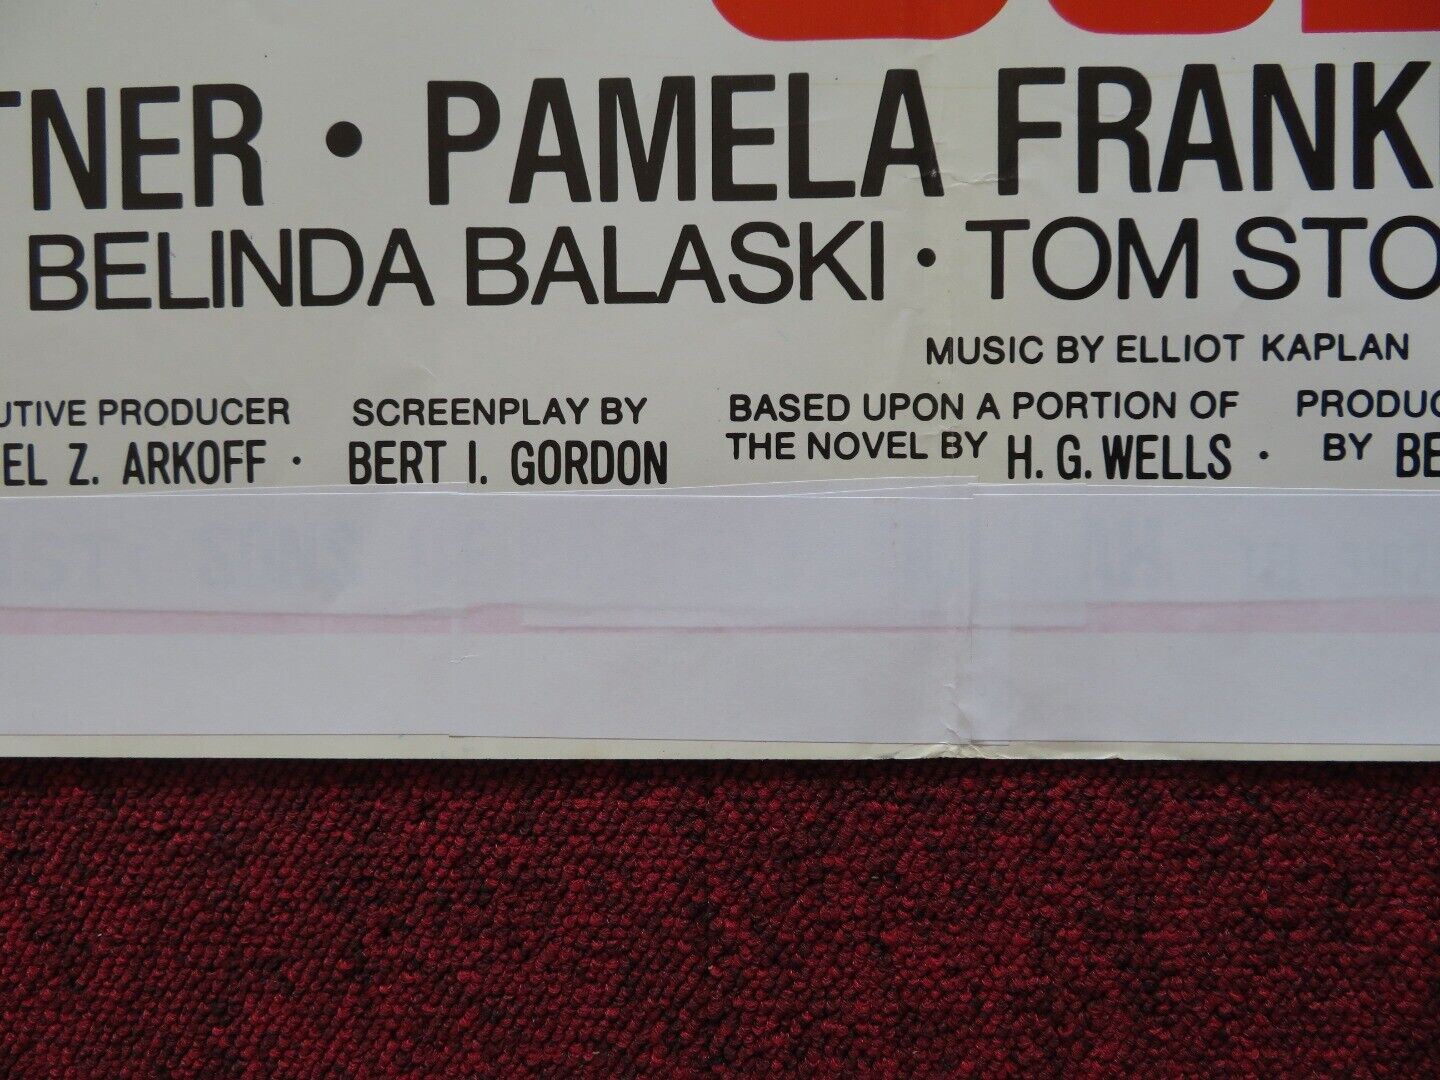 TNER • PAMELA FRANK
BELINDA BALASKI • TOM STO
MUSIC BY ELLIOT KAPLAN
UTIVE PRODUCER SCREENPLAY BY BASED UPON A PORTION OF PRODUC
EL Z. ARKOFF • BERT I. GORDON THE NOVEL BY H. G. WELLS • BY BE